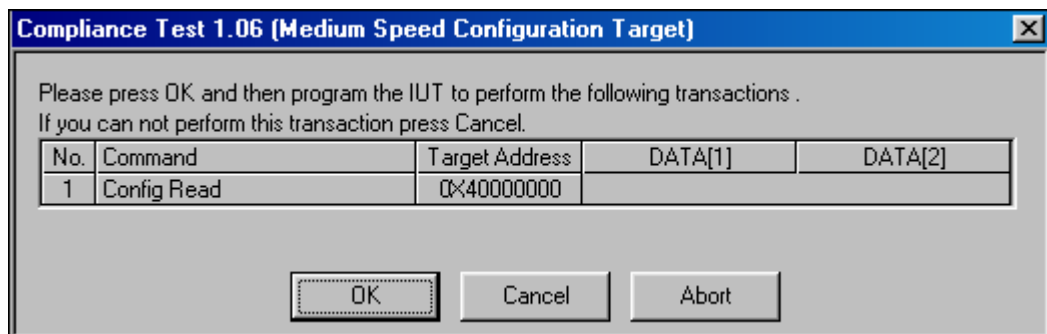 Compliance Test 1.06 (Medium Speed Configuration Target)
Please press OK and then program the IUT to perform the following transactions .
If you can not perform this transaction press Cancel.
No. Command Target Address DATA[1] DATA[2]
1 Config Read 0X40000000
OK Cancel Abort